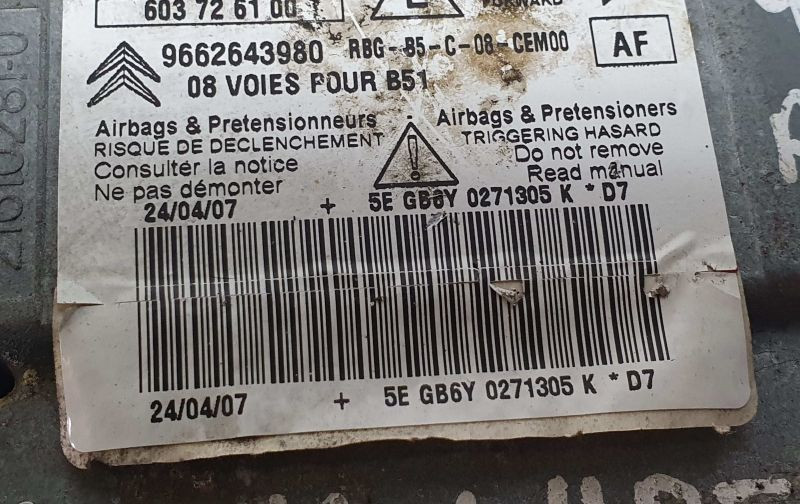 603 72 61 00
FORWARD
9662643980 RBG-85-C-08-CEM00
AF
08 VOIES POUR B51
Airbags & Pretensionneurs
RISQUE DE DECLENCHEMENT
Consulter la notice
Ne pas démonter
Airbags & Pretensioners
TRIGGERING HASARD
Do not remove
Read manual
24/04/07 + 5E GB6Y 0271305 K * D7
24/04/07 + 5E GB6Y 0271305 K * D7